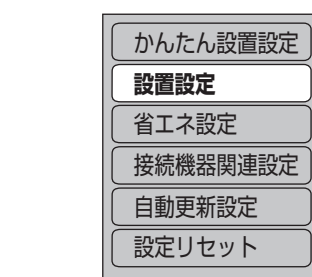 かんたん設置設定
設置設定
省エネ設定
接続機器関連設定
自動更新設定
設定リセット